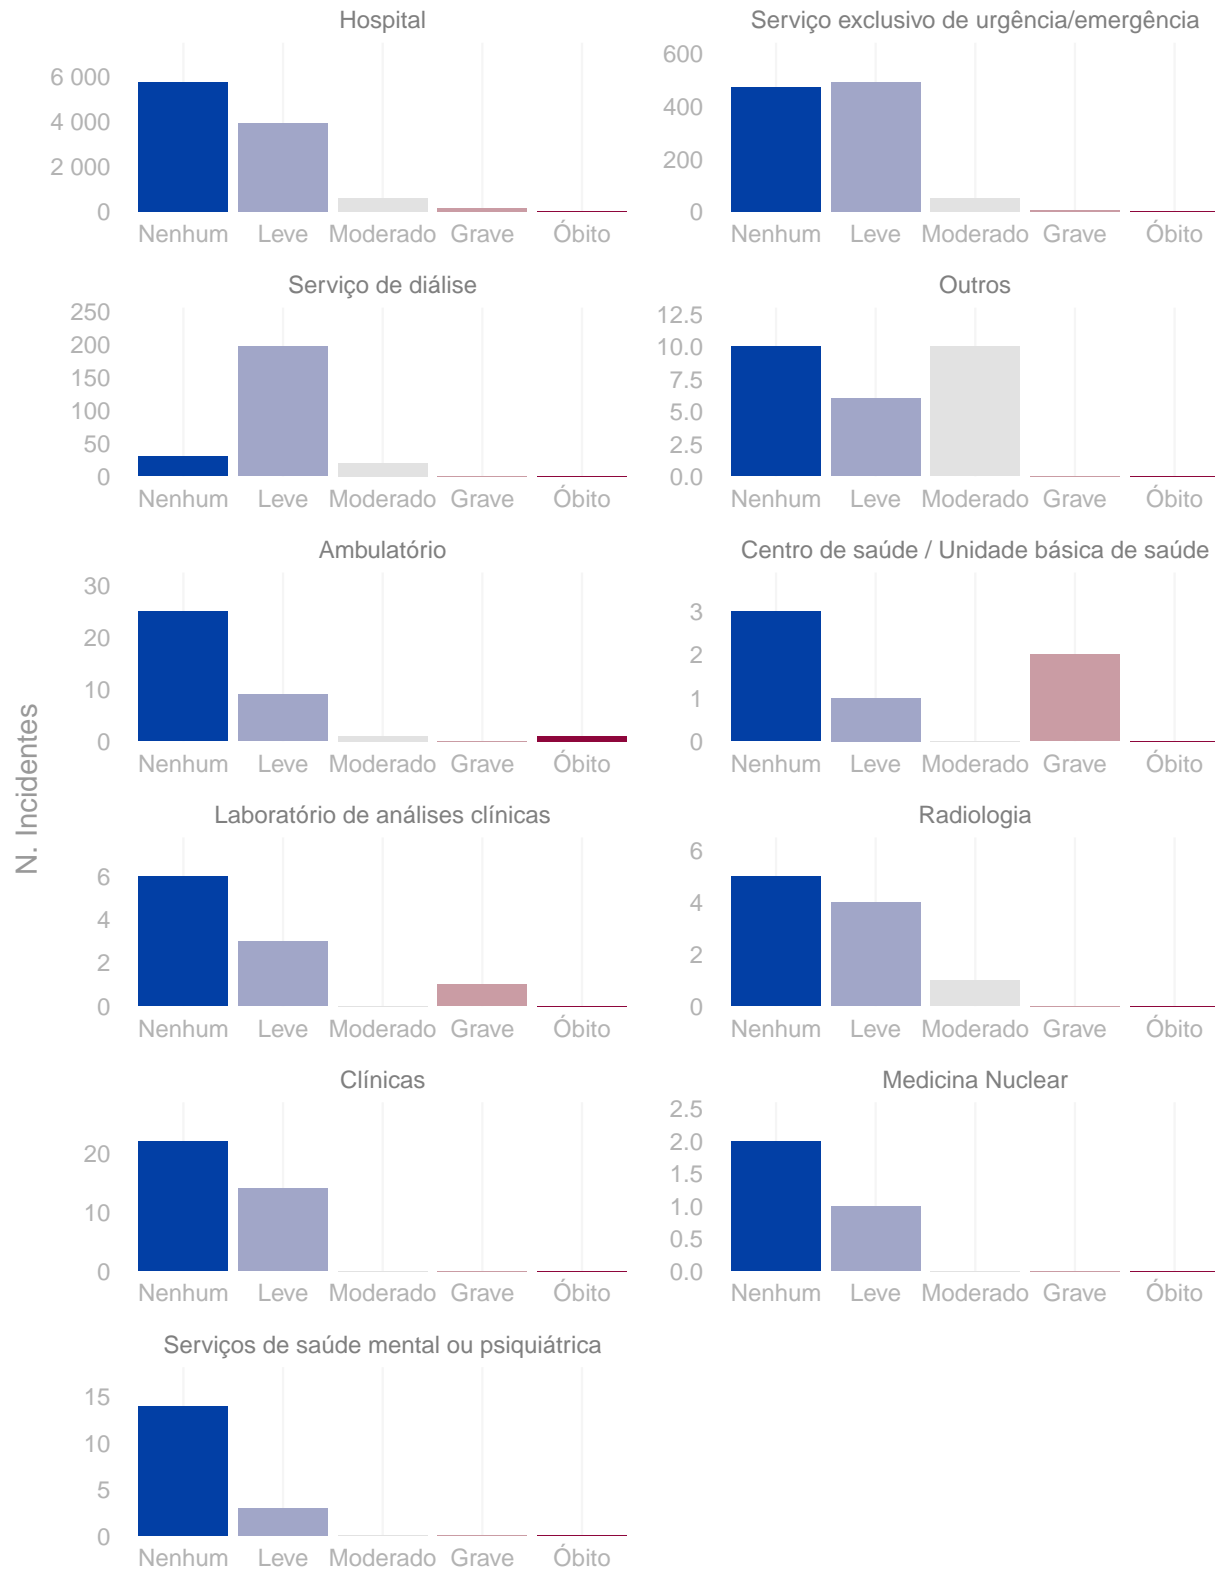 Hospital
6 000
4 000
2 000
0
Nenhum Leve Moderado Grave Óbito
Serviço exclusivo de urgência/emergência
600
400
200
0
Nenhum Leve Moderado Grave Óbito
Serviço de diálise
250
200
150
100
50
0
Nenhum Leve Moderado Grave Óbito
Outros
12.5
10.0
7.5
5.0
2.5
0.0
Nenhum Leve Moderado Grave Óbito
Ambulatório
30
20
10
0
Nenhum Leve Moderado Grave Óbito
Centro de saúde / Unidade básica de saúde
3
2
1
0
Nenhum Leve Moderado Grave Óbito
N. Incidentes
Laboratório de análises clínicas
6
4
2
0
Nenhum Leve Moderado Grave Óbito
Radiologia
6
4
2
0
Nenhum Leve Moderado Grave Óbito
Clínicas
20
10
0
Nenhum Leve Moderado Grave Óbito
Medicina Nuclear
2.5
2.0
1.5
1.0
0.5
0.0
Nenhum Leve Moderado Grave Óbito
Serviços de saúde mental ou psiquiátrica
15
10
5
0
Nenhum Leve Moderado Grave Óbito